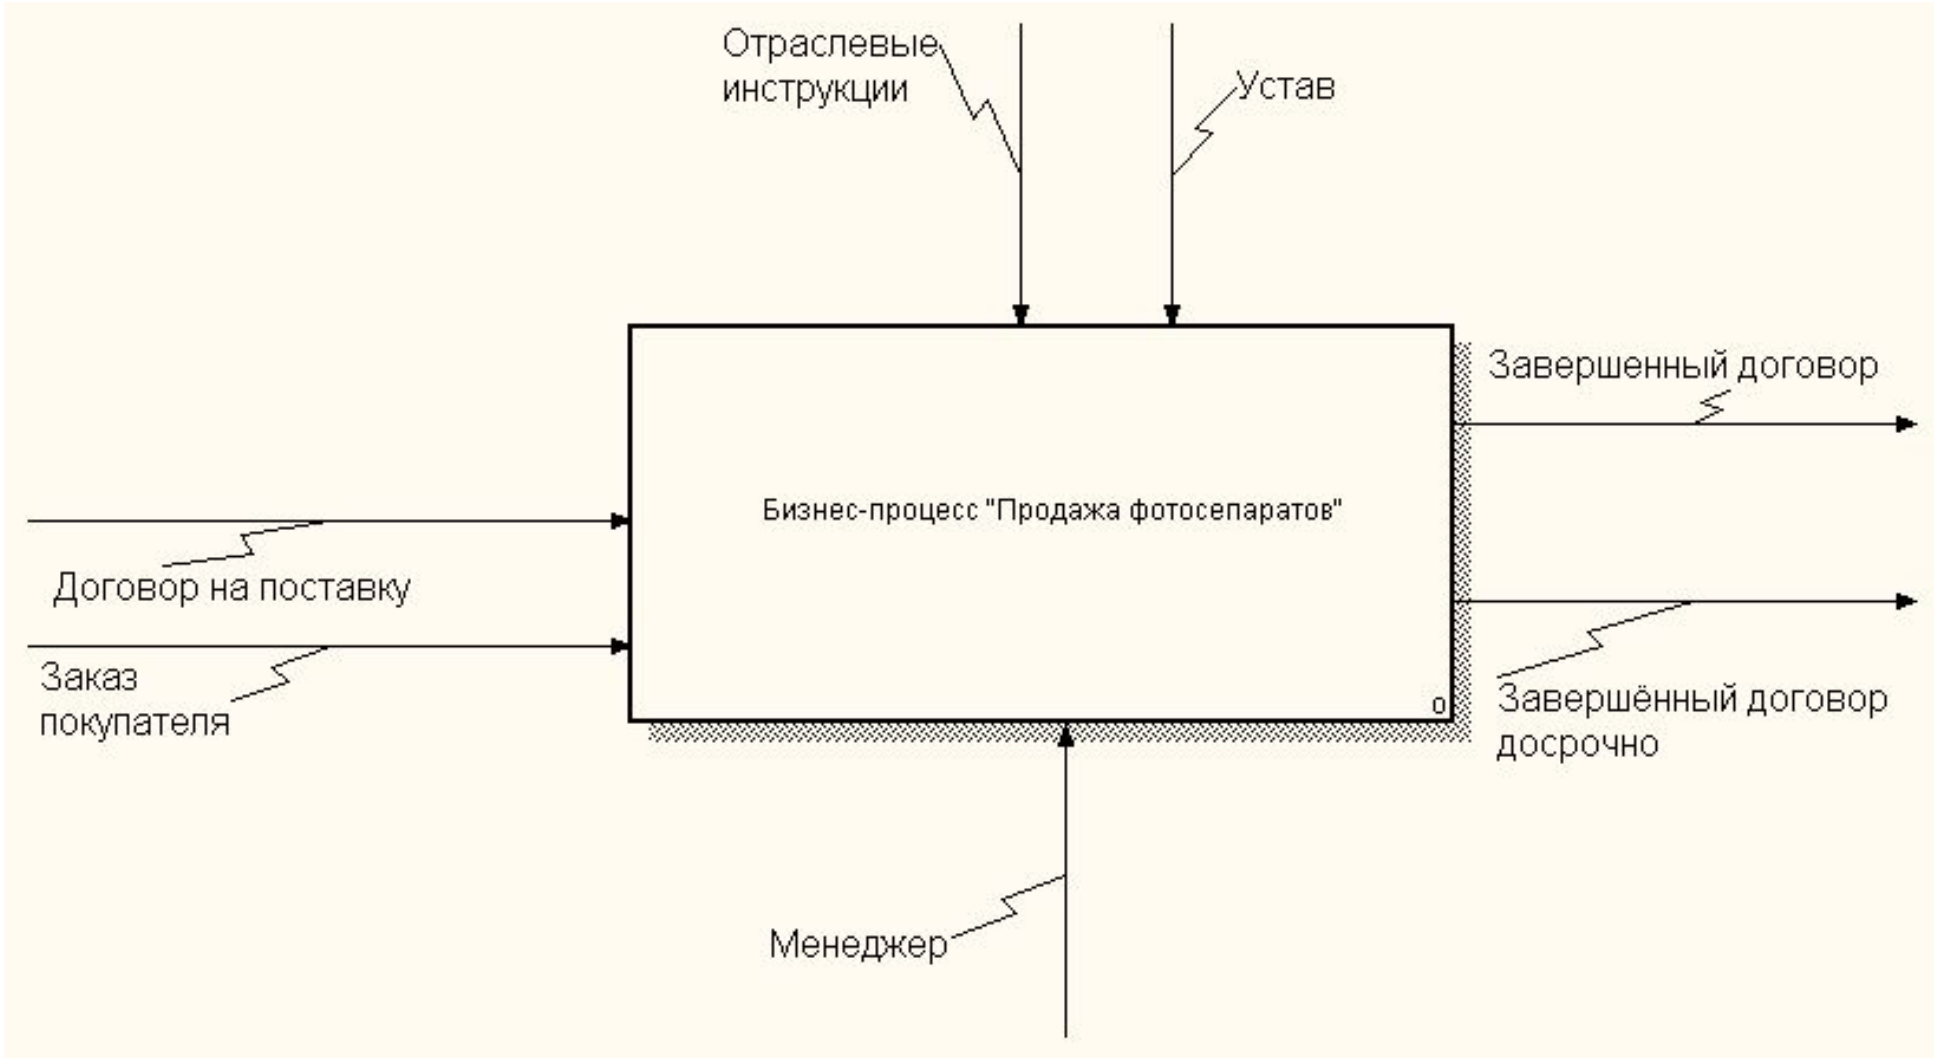 Отраслевые
инструкции
Устав
Завершенный договор
Бизнес-процесс "Продажа фотосепаратов"
Договор на поставку
Заказ
покупателя
0
Завершённый договор
досрочно
Менеджер